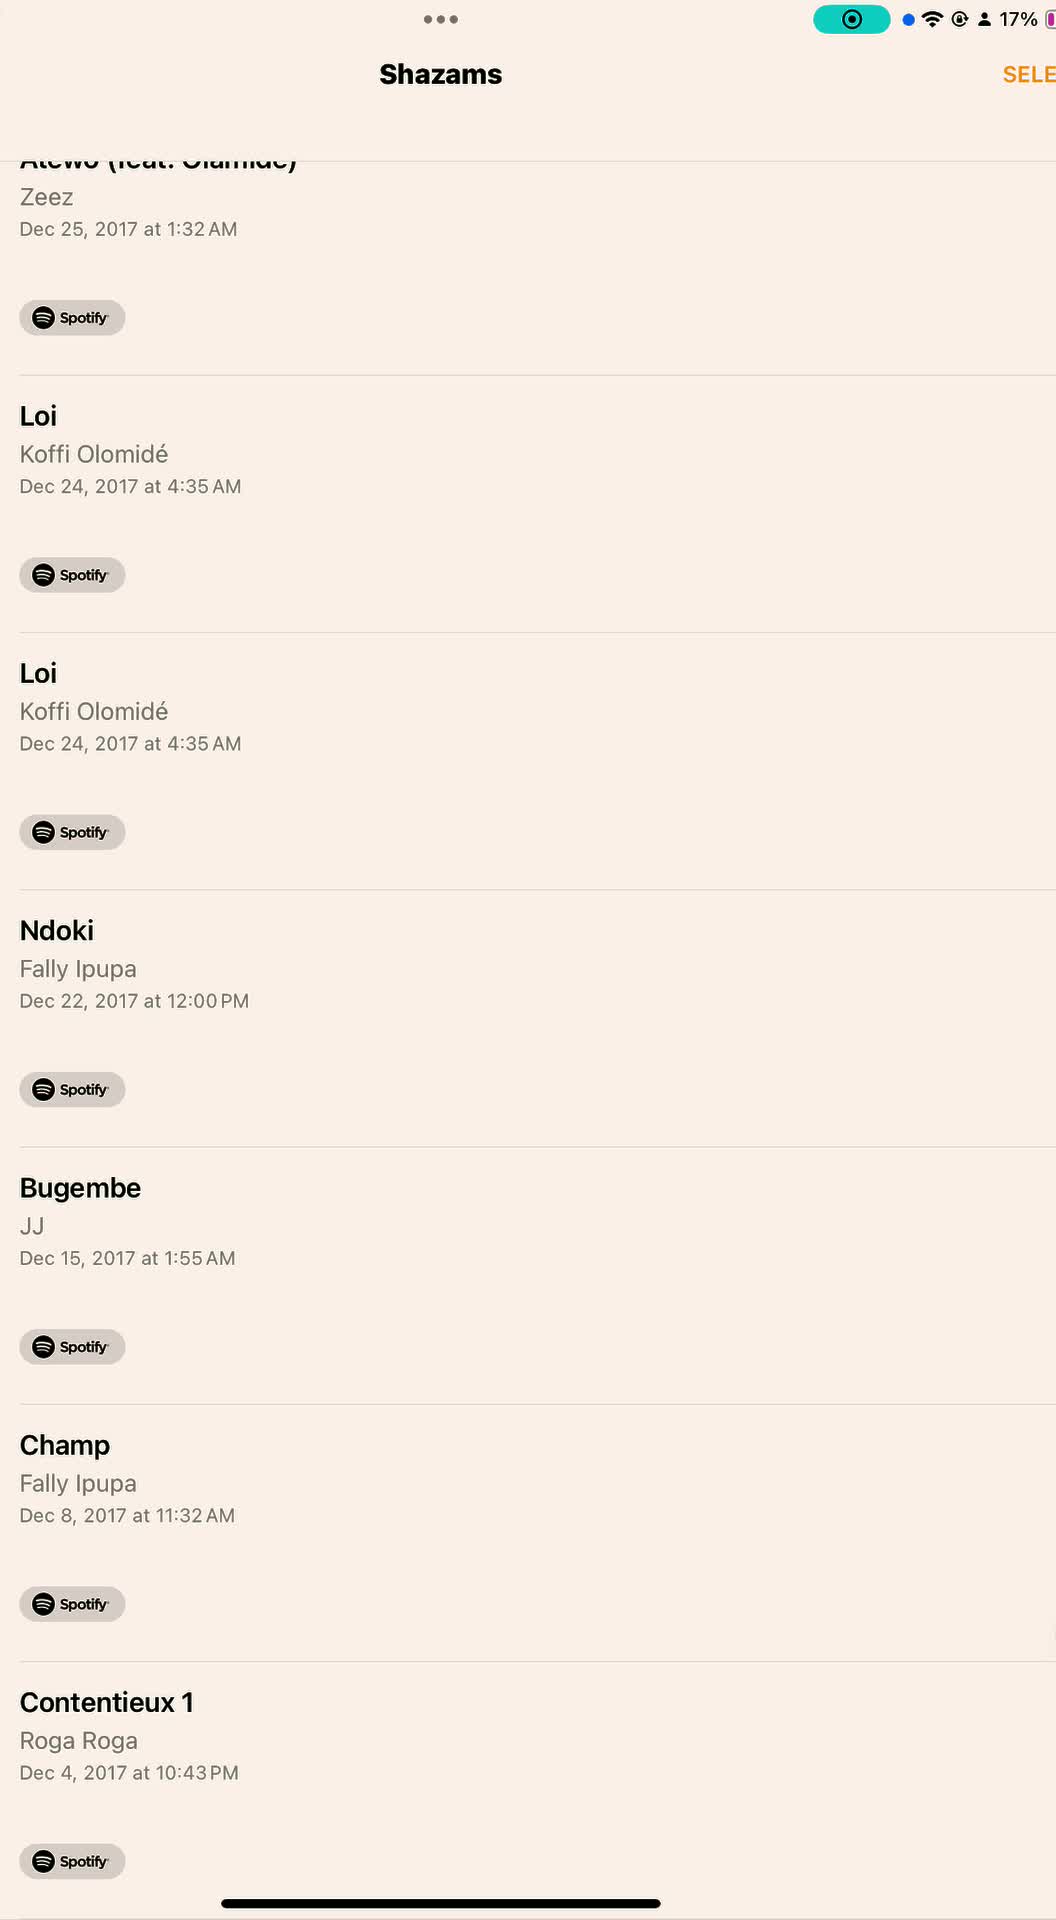 17%
Shazams
SELE
Atewo (feat. Olamide)
Zeez
Dec 25, 2017 at 1:32 AM
Spotify
Loi
Koffi Olomidé
Dec 24, 2017 at 4:35 AM
Spotify
Loi
Koffi Olomidé
Dec 24, 2017 at 4:35 AM
Spotify
Ndoki
Fally Ipupa
Dec 22, 2017 at 12:00 PM
Spotify
Bugembe
JJ
Dec 15, 2017 at 1:55 AM
Spotify
Champ
Fally Ipupa
Dec 8, 2017 at 11:32 AM
Spotify
Contentieux 1
Roga Roga
Dec 4, 2017 at 10:43 PM
Spotify